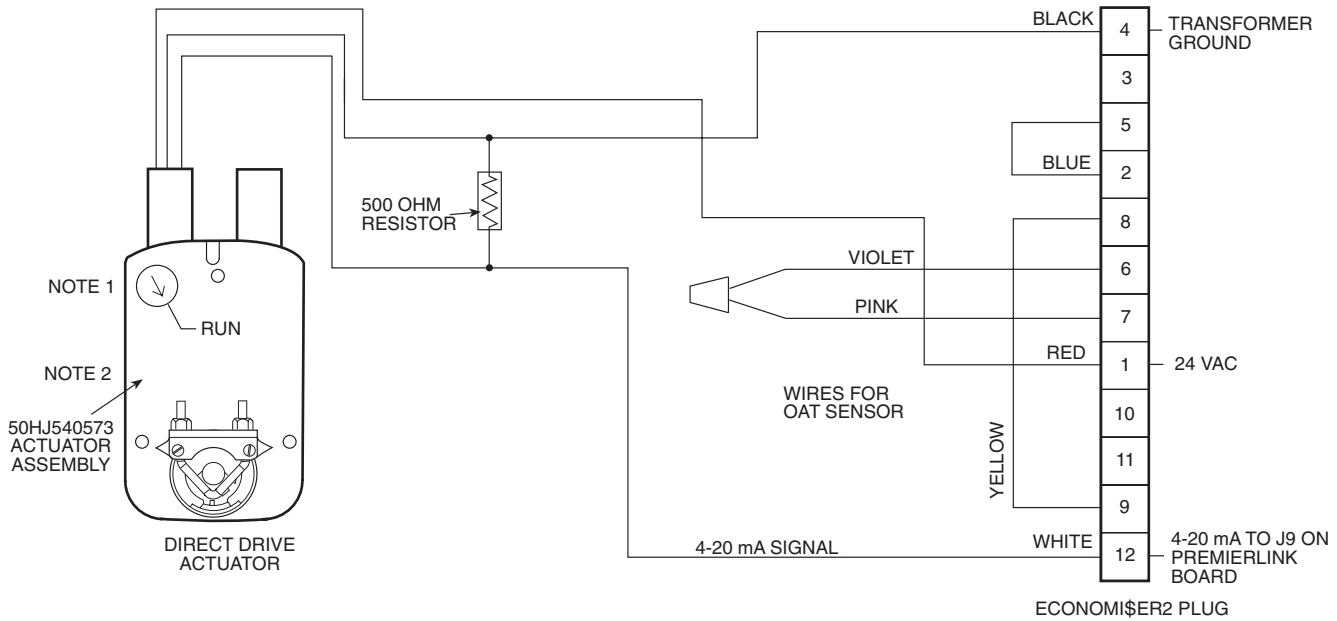 BLACK
4
TRANSFORMER
GROUND
3
5
BLUE
2
500 OHM
RESISTOR
8
VIOLET
6
NOTE 1
RUN
PINK
7
RED
1
24 VAC
NOTE 2
WIRES FOR
OAT SENSOR
10
50HJ540573
ACTUATOR
ASSEMBLY
YELLOW
11
9
DIRECT DRIVE
ACTUATOR
4-20 mA SIGNAL
WHITE
12
4-20 mA TO J9 ON
PREMIERLINK
BOARD
ECONOMI$ER2 PLUG